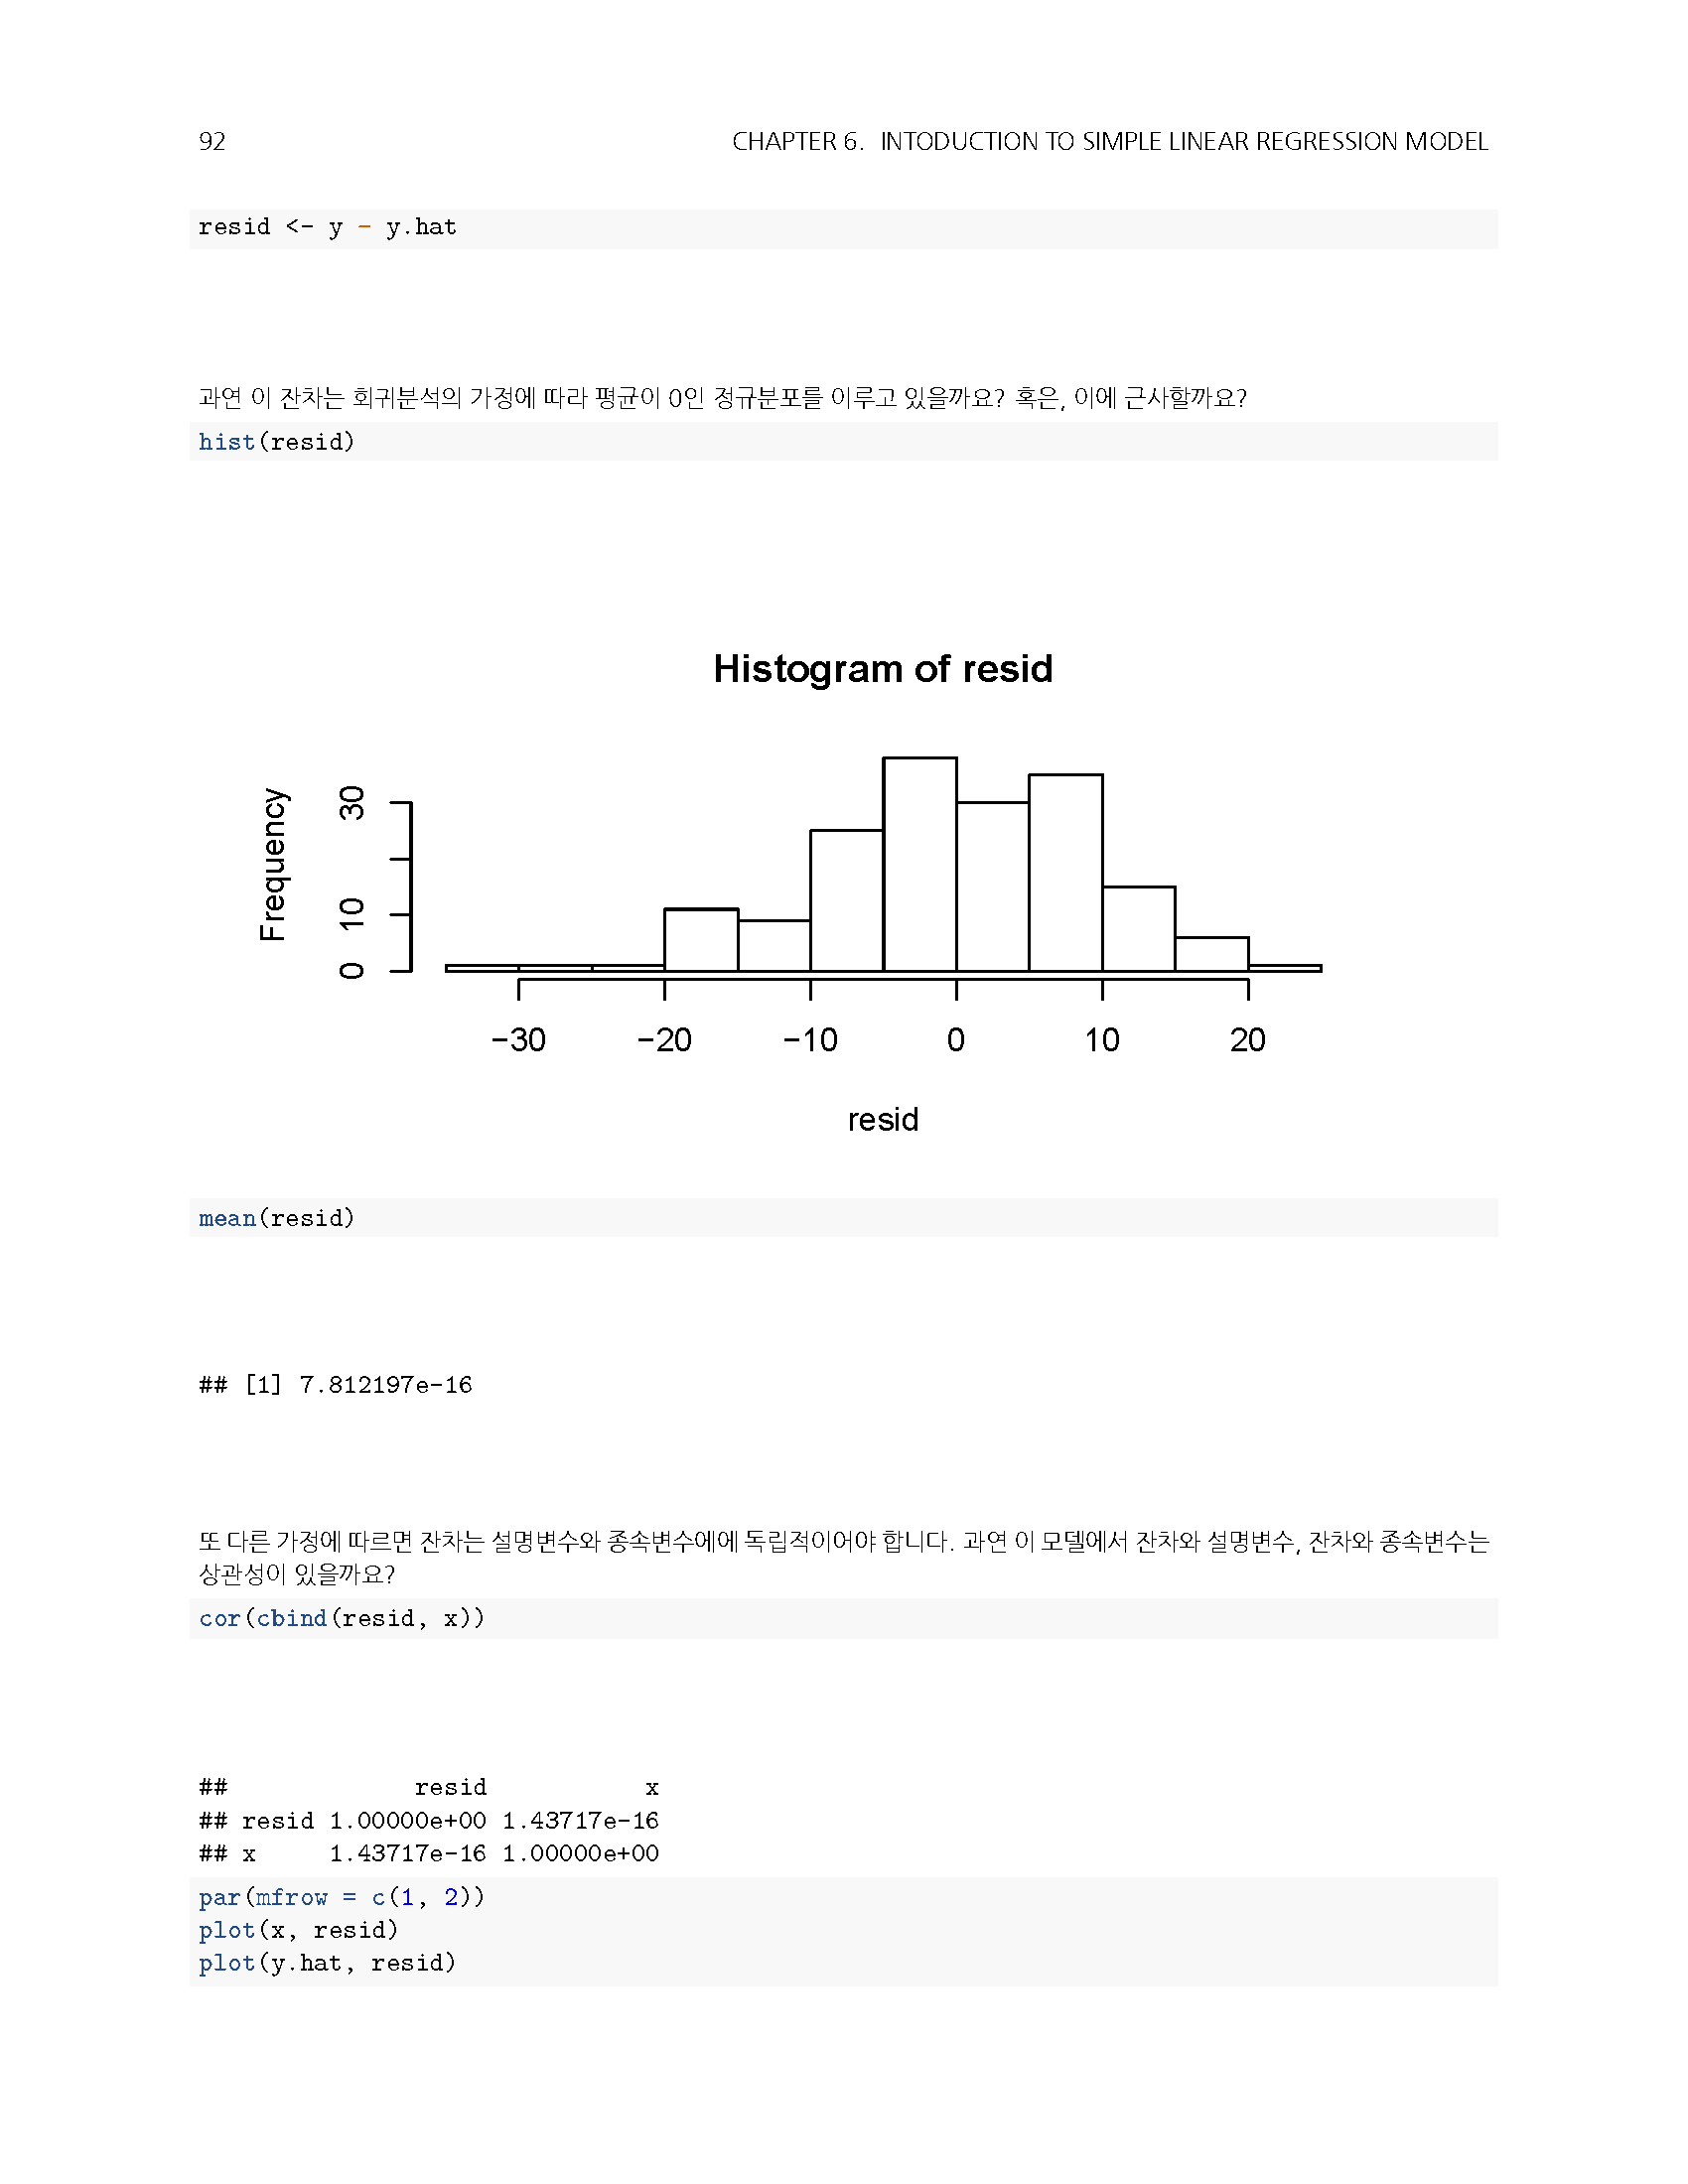 92 CHAPTER 6. INTODUCTION TO SIMPLE LINEAR REGRESSION MODEL
resid <- y - y.hat
과연 이 잔차는 회귀분석의 가정에 따라 평균이 0인 정규분포를 이루고 있을까요? 혹은, 이에 근사할까요?
hist(resid)
Histogram of resid
Frequency
30
10
0
−30 −20 −10 0 10 20
resid
mean(resid)
## [1] 7.812197e-16
또 다른 가정에 따르면 잔차는 설명변수와 종속변수에에 독립적이어야 합니다. 과연 이 모델에서 잔차와 설명변수, 잔차와 종속변수는
상관성이 있을까요?
cor(cbind(resid, x))
##             resid           x
## resid 1.00000e+00 1.43717e-16
## x     1.43717e-16 1.00000e+00
par(mfrow = c(1, 2))
plot(x, resid)
plot(y.hat, resid)